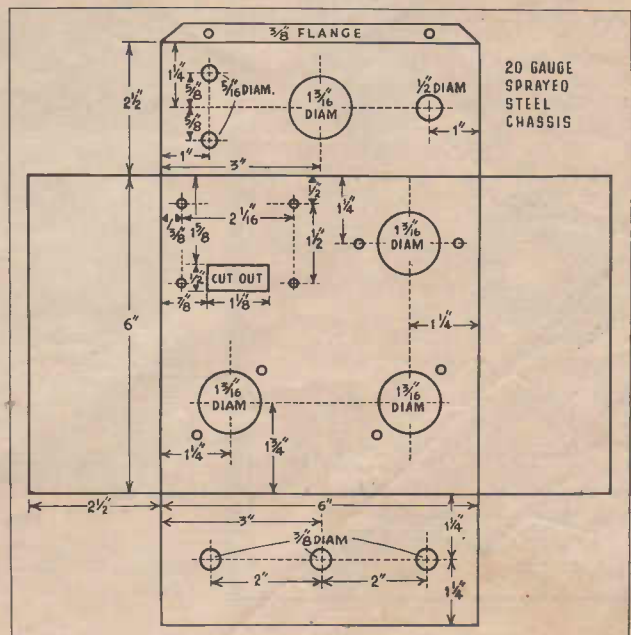 3/8" FLANGE
20 GAUGE
SPRAYED
STEEL
CHASSIS
1 1/4"
5/8"
5/8"
5/16" DIAM.
1 3/16"
DIAM
1/2" DIAM
2 1/2"
1"
3"
1"
3/8"
2 1/16"
1 5/8"
1/2"
1 1/2"
1 1/4"
1 3/16"
DIAM
1/2"
CUT OUT
7/8"
1 1/8"
1 1/4"
6"
1 3/16"
DIAM
1 3/16"
DIAM
1 3/4"
1 1/4"
2 1/2"
6"
3"
1 1/4"
3/8" DIAM
2"
2"
1 1/4"